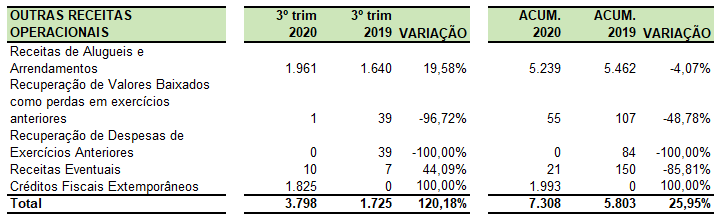 OUTRAS RECEITAS OPERACIONAIS 3º trim 2020 3º trim 2019 VARIAÇÃO ACUM. 2020 ACUM. 2019 VARIAÇÃO
Receitas de Alugueis e
Arrendamentos 1.961 1.640 19,58% 5.239 5.462 -4,07%
Recuperação de Valores Baixados
como perdas em exercícios
anteriores 1 39 -96,72% 55 107 -48,78%
Recuperação de Despesas de
Exercícios Anteriores 0 39 -100,00% 0 84 -100,00%
Receitas Eventuais 10 7 44,09% 21 150 -85,81%
Créditos Fiscais Extemporâneos 1.825 0 100,00% 1.993 0 100,00%
Total 3.798 1.725 120,18% 7.308 5.803 25,95%